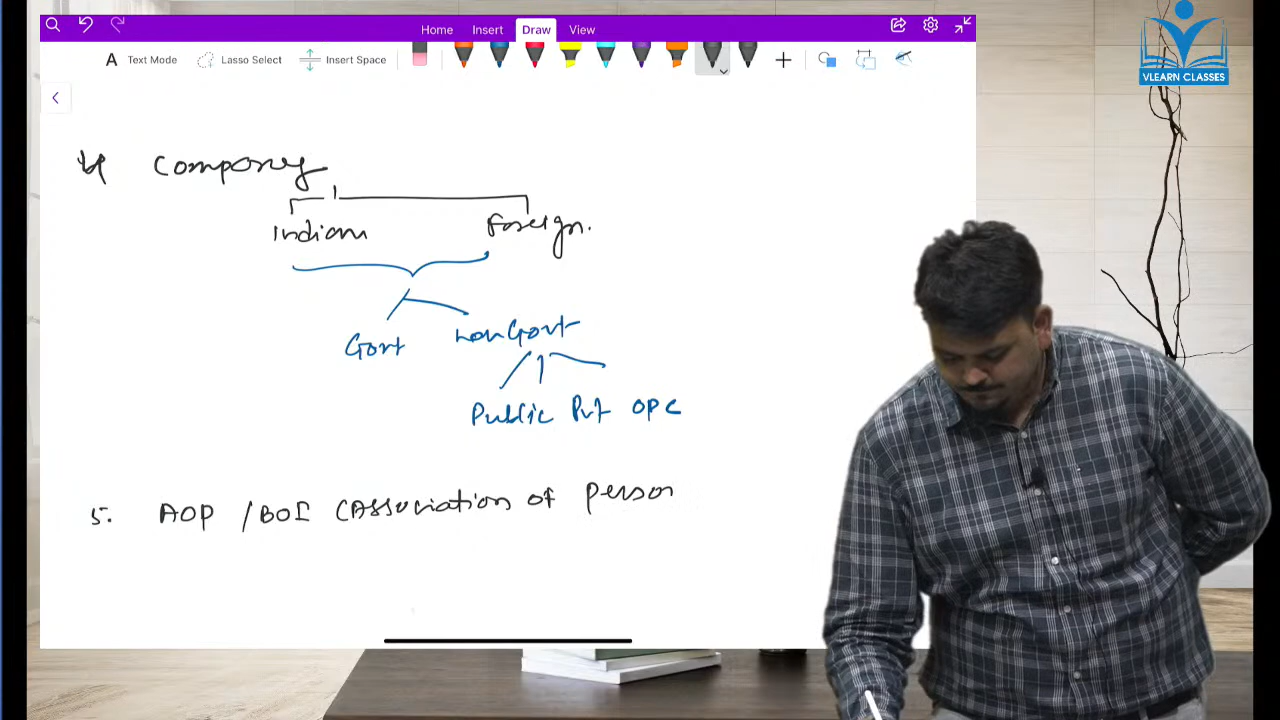 Home Insert Draw View
VLEARN CLASSES
A Text Mode Lasso Select Insert Space
4 Company
Indian Foreign.
Govt non Govt
Public Pvt OPC
5. AOP / BOI (Association of person